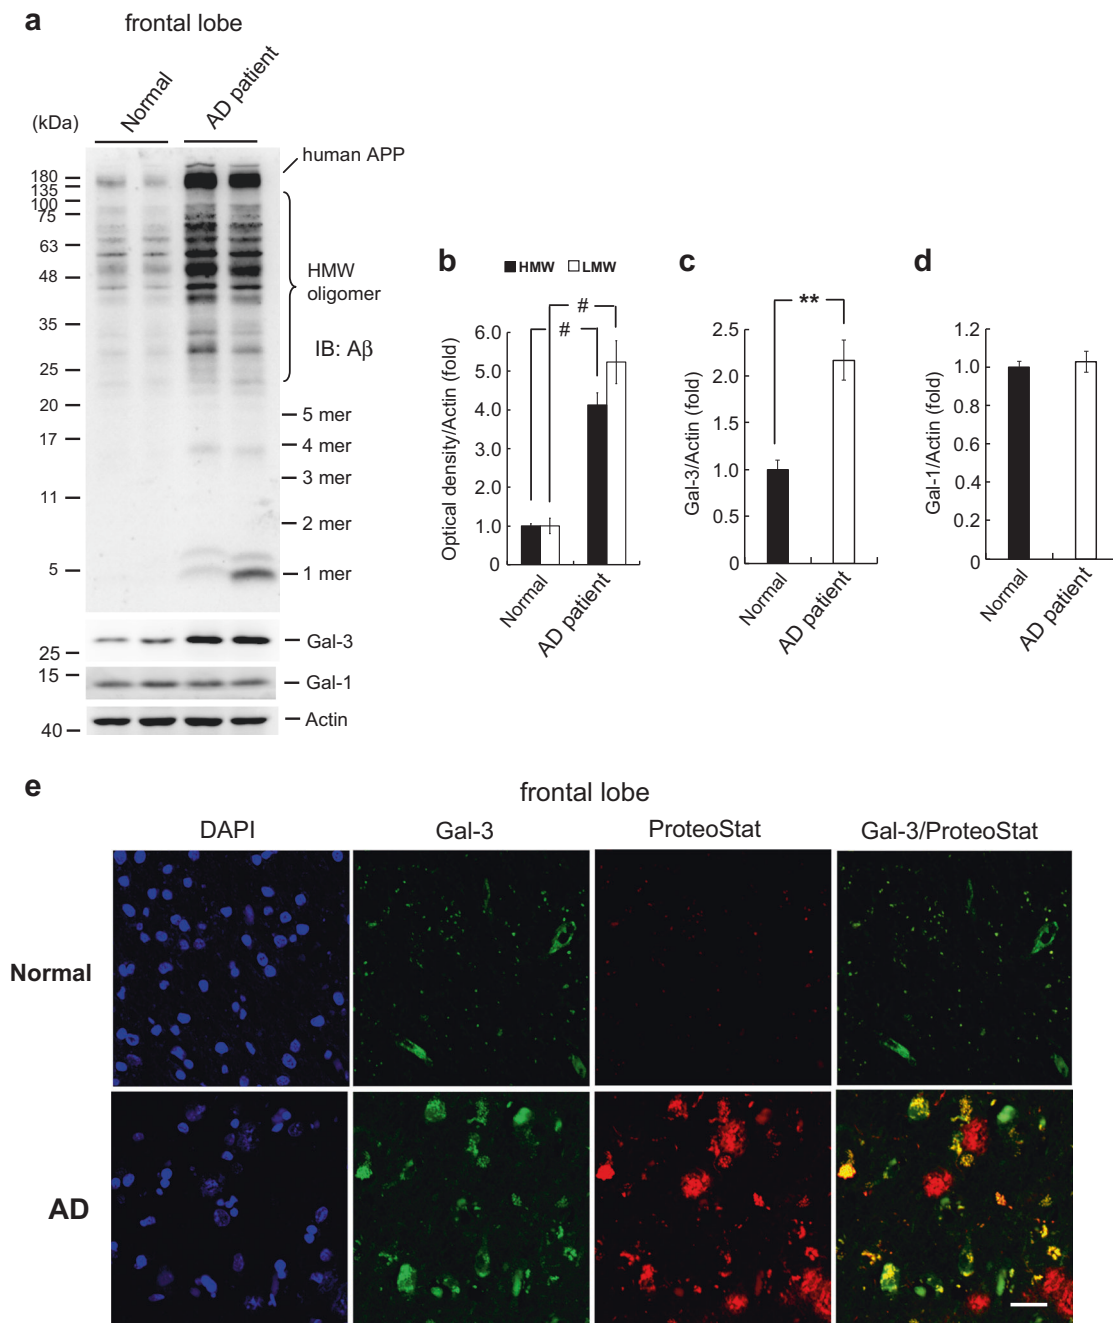 a
frontal lobe
Normal
AD patient
(kDa)
180
135
100
75
63
48
35
25
20
17
11
5
human APP
HMW
oligomer
IB: Aβ
5 mer
4 mer
3 mer
2 mer
1 mer
25
Gal-3
15
Gal-1
40
Actin
b
HMW LMW
Optical density/Actin (fold)
6.0
5.0
4.0
3.0
2.0
1.0
0
#
#
Normal
AD patient
c
Gal-3/Actin (fold)
2.5
2.0
1.5
1.0
0.5
0
**
Normal
AD patient
d
Gal-1/Actin (fold)
1.2
1.0
0.8
0.6
0.4
0.2
0
Normal
AD patient
e
frontal lobe
DAPI Gal-3 ProteoStat Gal-3/ProteoStat
Normal
AD